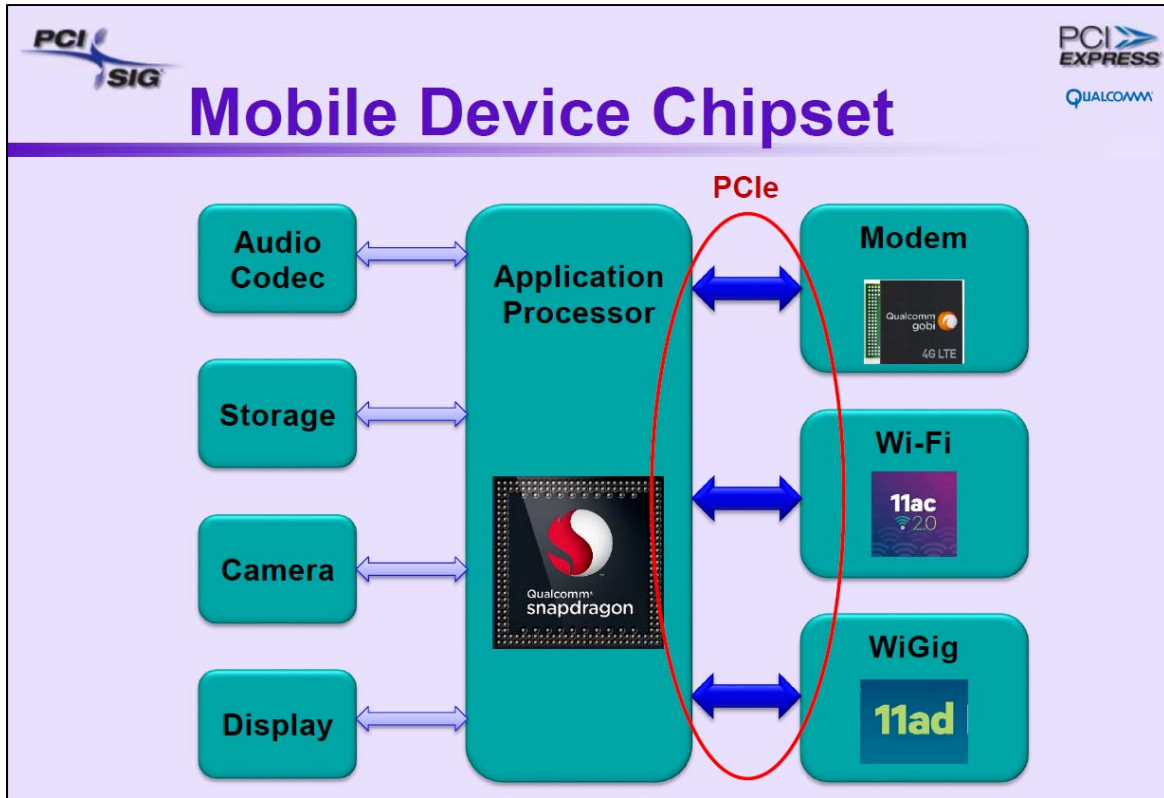 PCI
SIG
PCI
EXPRESS
QUALCOMM
Mobile Device Chipset
PCIe
Audio
Codec
Storage
Camera
Display
Application
Processor
Qualcomm
snapdragon
Modem
Qualcomm
gobi
4G LTE
Wi-Fi
11ac
2.0
WiGig
11ad